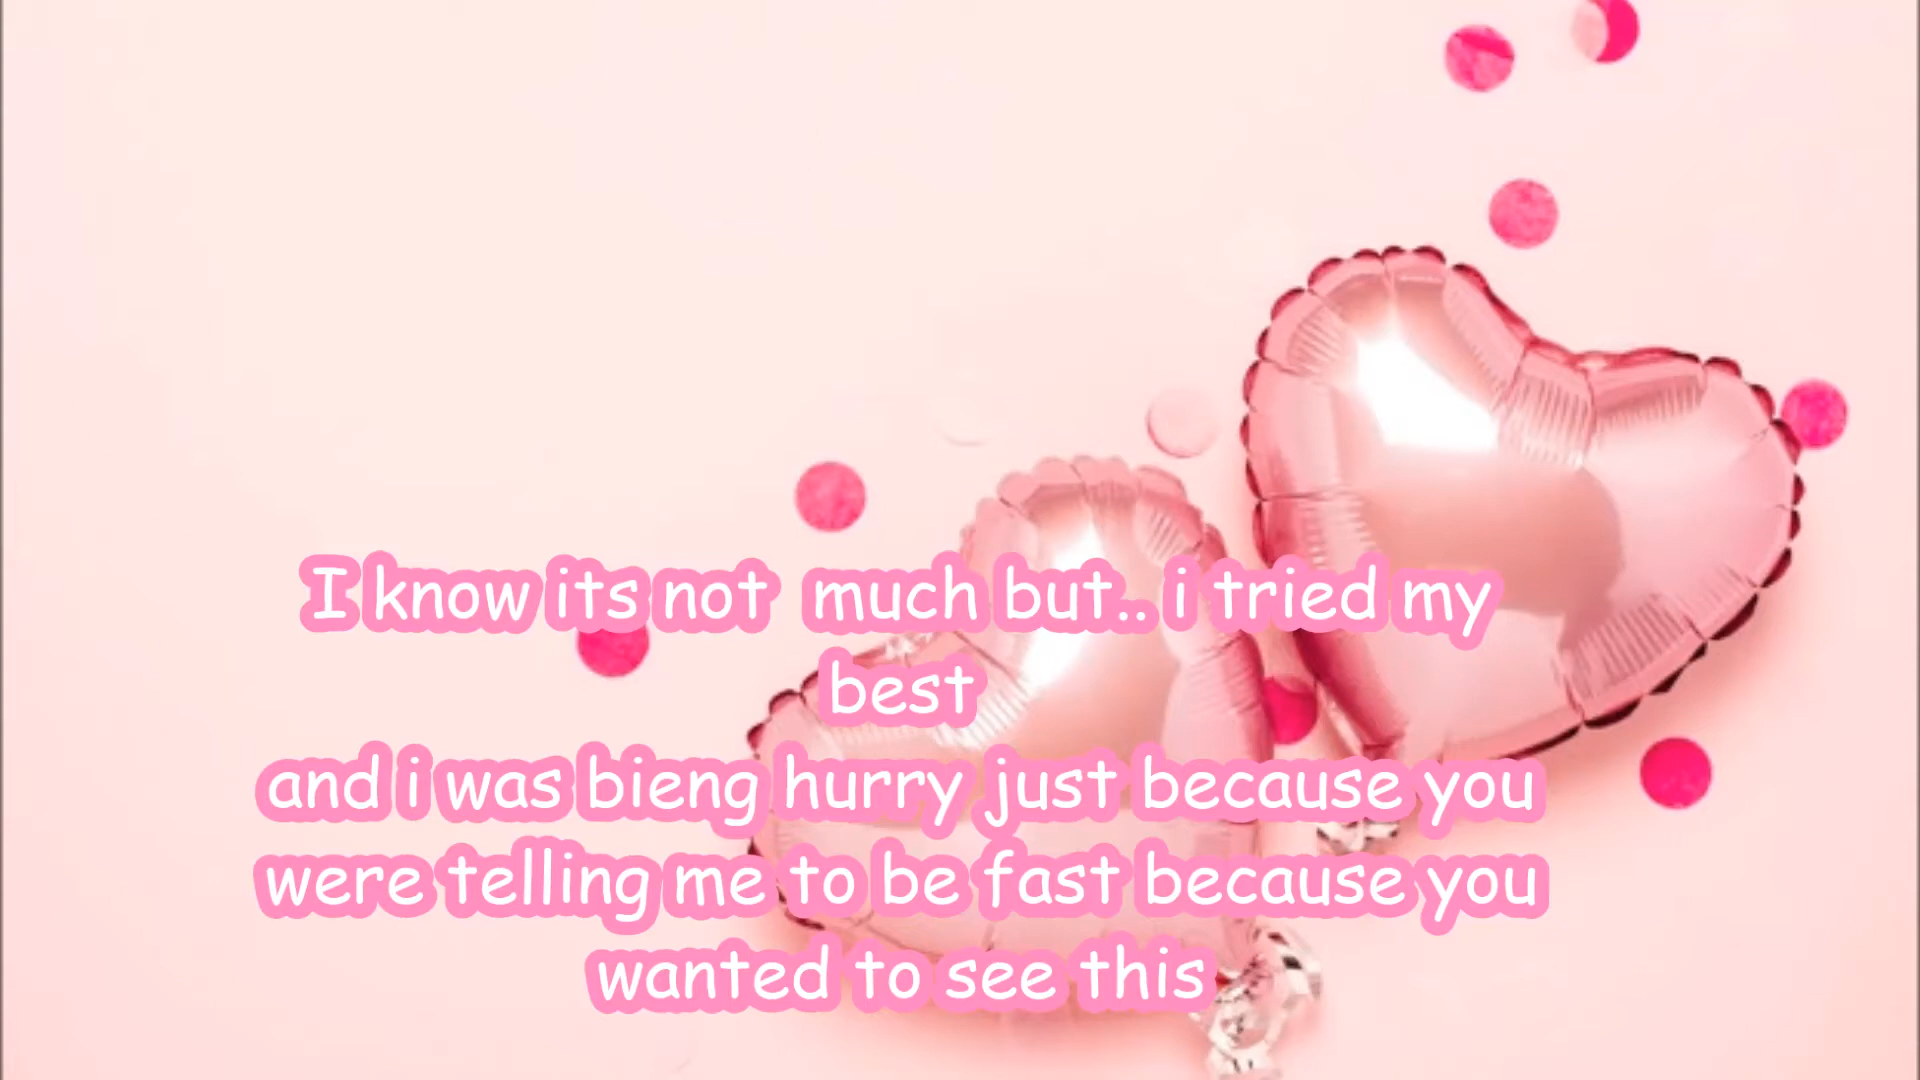 I know its not  much but.. i tried my
best
and i was bieng hurry just because you
were telling me to be fast because you
wanted to see this